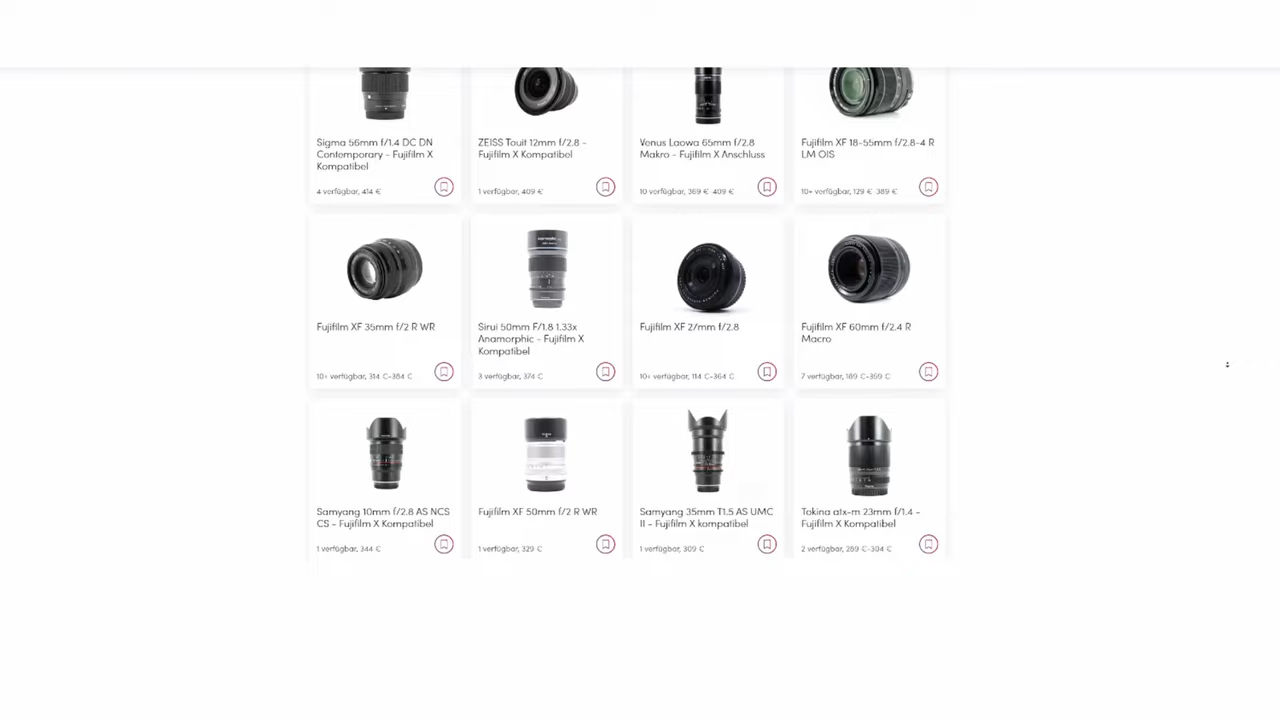 Sigma 56mm f/1.4 DC DN
Contemporary - Fujifilm X
Kompatibel
4 verfügbar, 414 €
ZEISS Touit 12mm f/2.8 -
Fujifilm X Kompatibel
1 verfügbar, 409 €
Venus Laowa 65mm f/2.8
Makro - Fujifilm X Anschluss
10 verfügbar, 369 €-409 €
Fujifilm XF 18-55mm f/2.8-4 R
LM OIS
10+ verfügbar, 129 €-389 €
Fujifilm XF 35mm f/2 R WR
10+ verfügbar, 314 €-384 €
Sirui 50mm F/1.8 1.33x
Anamorphic - Fujifilm X
Kompatibel
3 verfügbar, 374 €
Fujifilm XF 27mm f/2.8
10+ verfügbar, 114 €-364 €
Fujifilm XF 60mm f/2.4 R
Macro
7 verfügbar, 169 €-359 €
Samyang 10mm f/2.8 AS NCS
CS - Fujifilm X Kompatibel
1 verfügbar, 344 €
Fujifilm XF 50mm f/2 R WR
1 verfügbar, 329 €
Samyang 35mm T1.5 AS UMC
II - Fujifilm X kompatibel
1 verfügbar, 309 €
Tokina atx-m 23mm f/1.4 -
Fujifilm X Kompatibel
2 verfügbar, 289 €-304 €